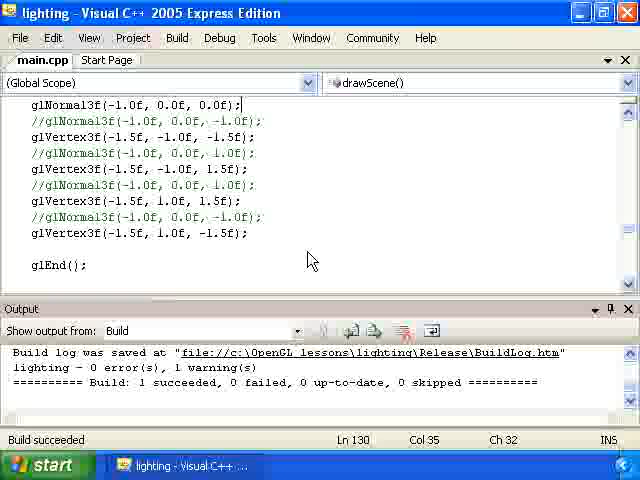 lighting - Visual C++ 2005 Express Edition
File Edit View Project Build Debug Tools Window Community Help
main.cpp Start Page
(Global Scope) drawScene()
glNormal3f(-1.0f, 0.0f, 0.0f);
//glNormal3f(-1.0f, 0.0f, -1.0f);
glVertex3f(-1.5f, -1.0f, -1.5f);
//glNormal3f(-1.0f, 0.0f, 1.0f);
glVertex3f(-1.5f, -1.0f, 1.5f);
//glNormal3f(-1.0f, 0.0f, 1.0f);
glVertex3f(-1.5f, 1.0f, 1.5f);
//glNormal3f(-1.0f, 0.0f, -1.0f);
glVertex3f(-1.5f, 1.0f, -1.5f);
glEnd();
Output
Show output from: Build
Build log was saved at "file://c:\OpenGL lessons\lighting\Release\BuildLog.htm"
lighting - 0 error(s), 1 warning(s)
========== Build: 1 succeeded, 0 failed, 0 up-to-date, 0 skipped ==========
Build succeeded Ln 130 Col 35 Ch 32 INS
start lighting - Visual C++ ...